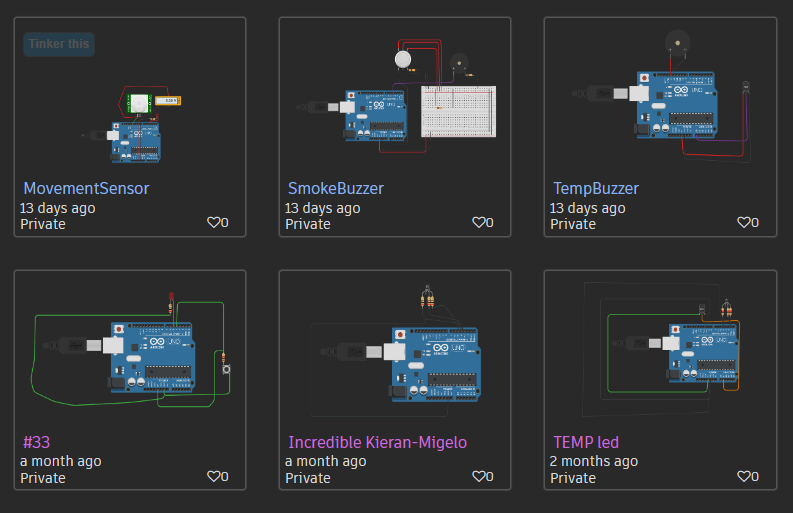 Tinker this
MovementSensor
13 days ago
Private
0
SmokeBuzzer
13 days ago
Private
0
TempBuzzer
13 days ago
Private
0
#33
a month ago
Private
0
Incredible Kieran-Migelo
a month ago
Private
0
TEMP led
2 months ago
Private
0